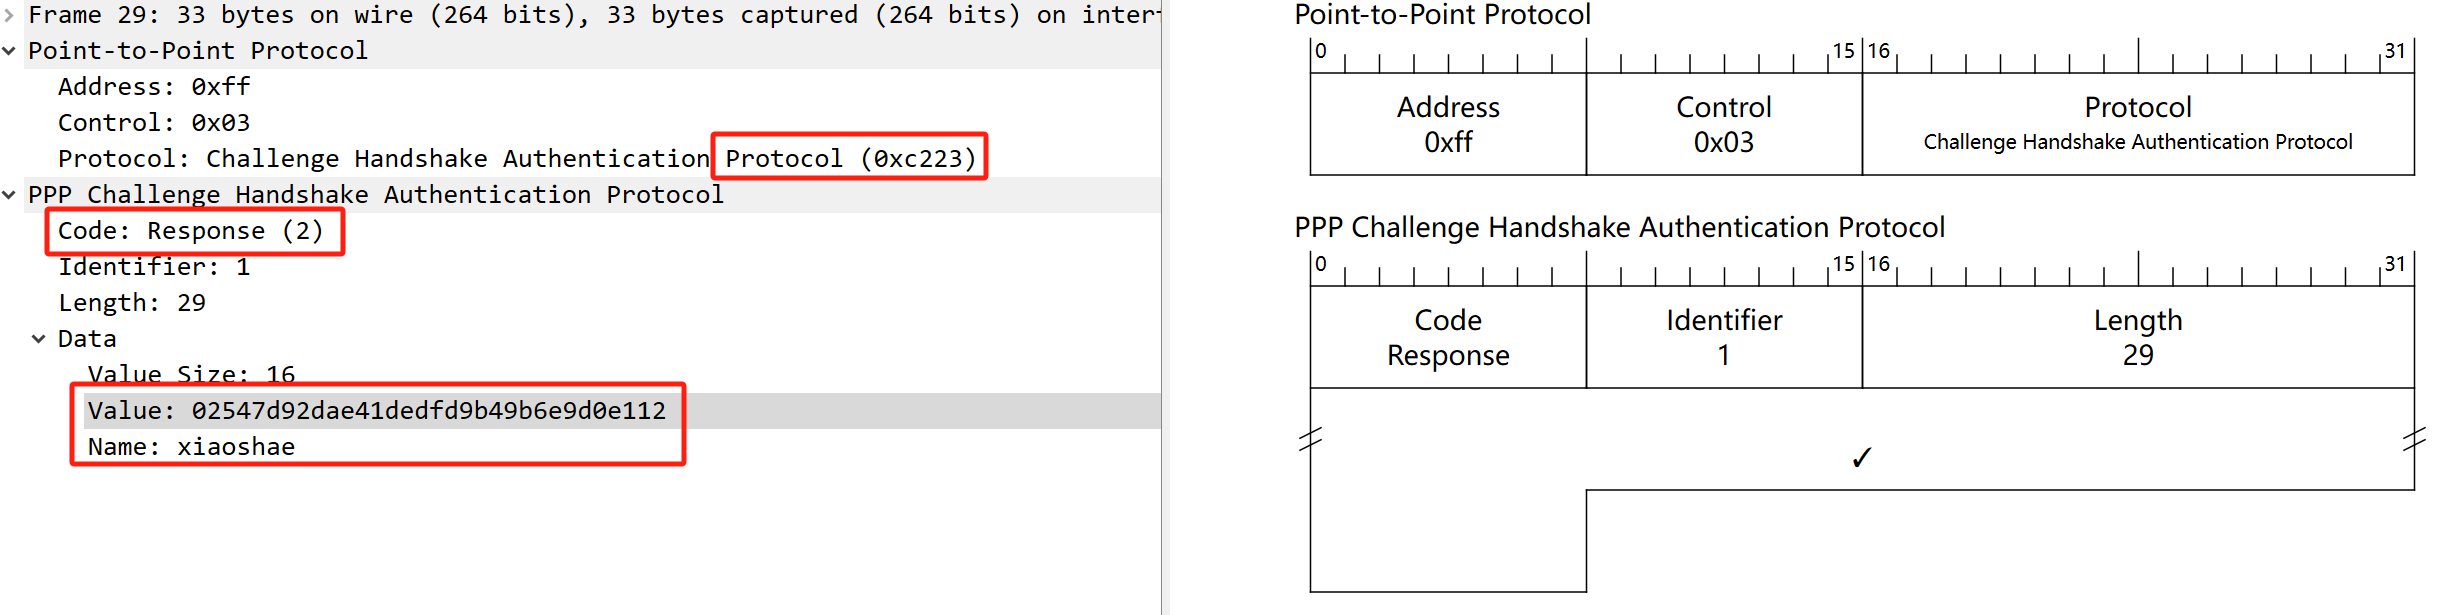 Frame 29: 33 bytes on wire (264 bits), 33 bytes captured (264 bits) on
Point-to-Point Protocol
Address: 0xff
Control: 0x03
Protocol: Challenge Handshake Authentication Protocol (0xc223)
PPP Challenge Handshake Authentication Protocol
Code: Response (2)
Identifier: 1
Length: 29
Data
Value Size: 16
Value: 02547d92dae41dedfd9b49b6e9d0e112
Name: xiaoshae
Point-to-Point Protocol
0 15 16 31
Address Control Protocol
0xff 0x03 Challenge Handshake Authentication Protocol
PPP Challenge Handshake Authentication Protocol
0 15 16 31
Code Identifier Length
Response 1 29
✓